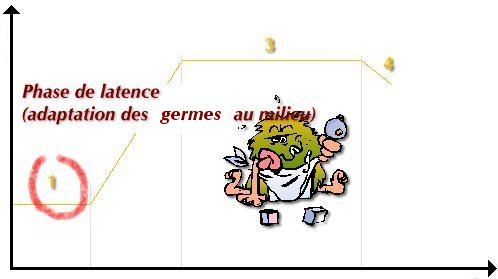 3
4
Phase de latence
(adaptation des germes au milieu)
1